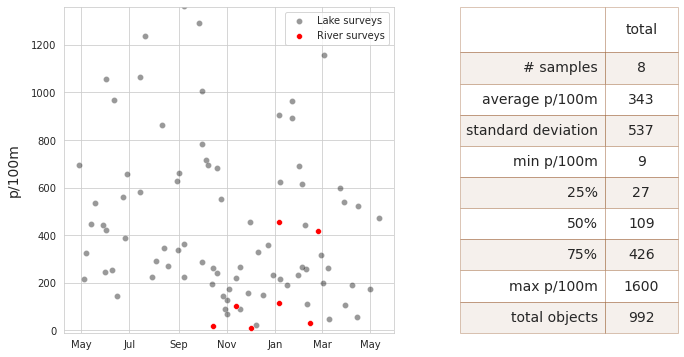 Lake surveys
River surveys
p/100m
1200
1000
800
600
400
200
0
May
Jul
Sep
Nov
Jan
Mar
May
total
# samples 8
average p/100m 343
standard deviation 537
min p/100m 9
25% 27
50% 109
75% 426
max p/100m 1600
total objects 992